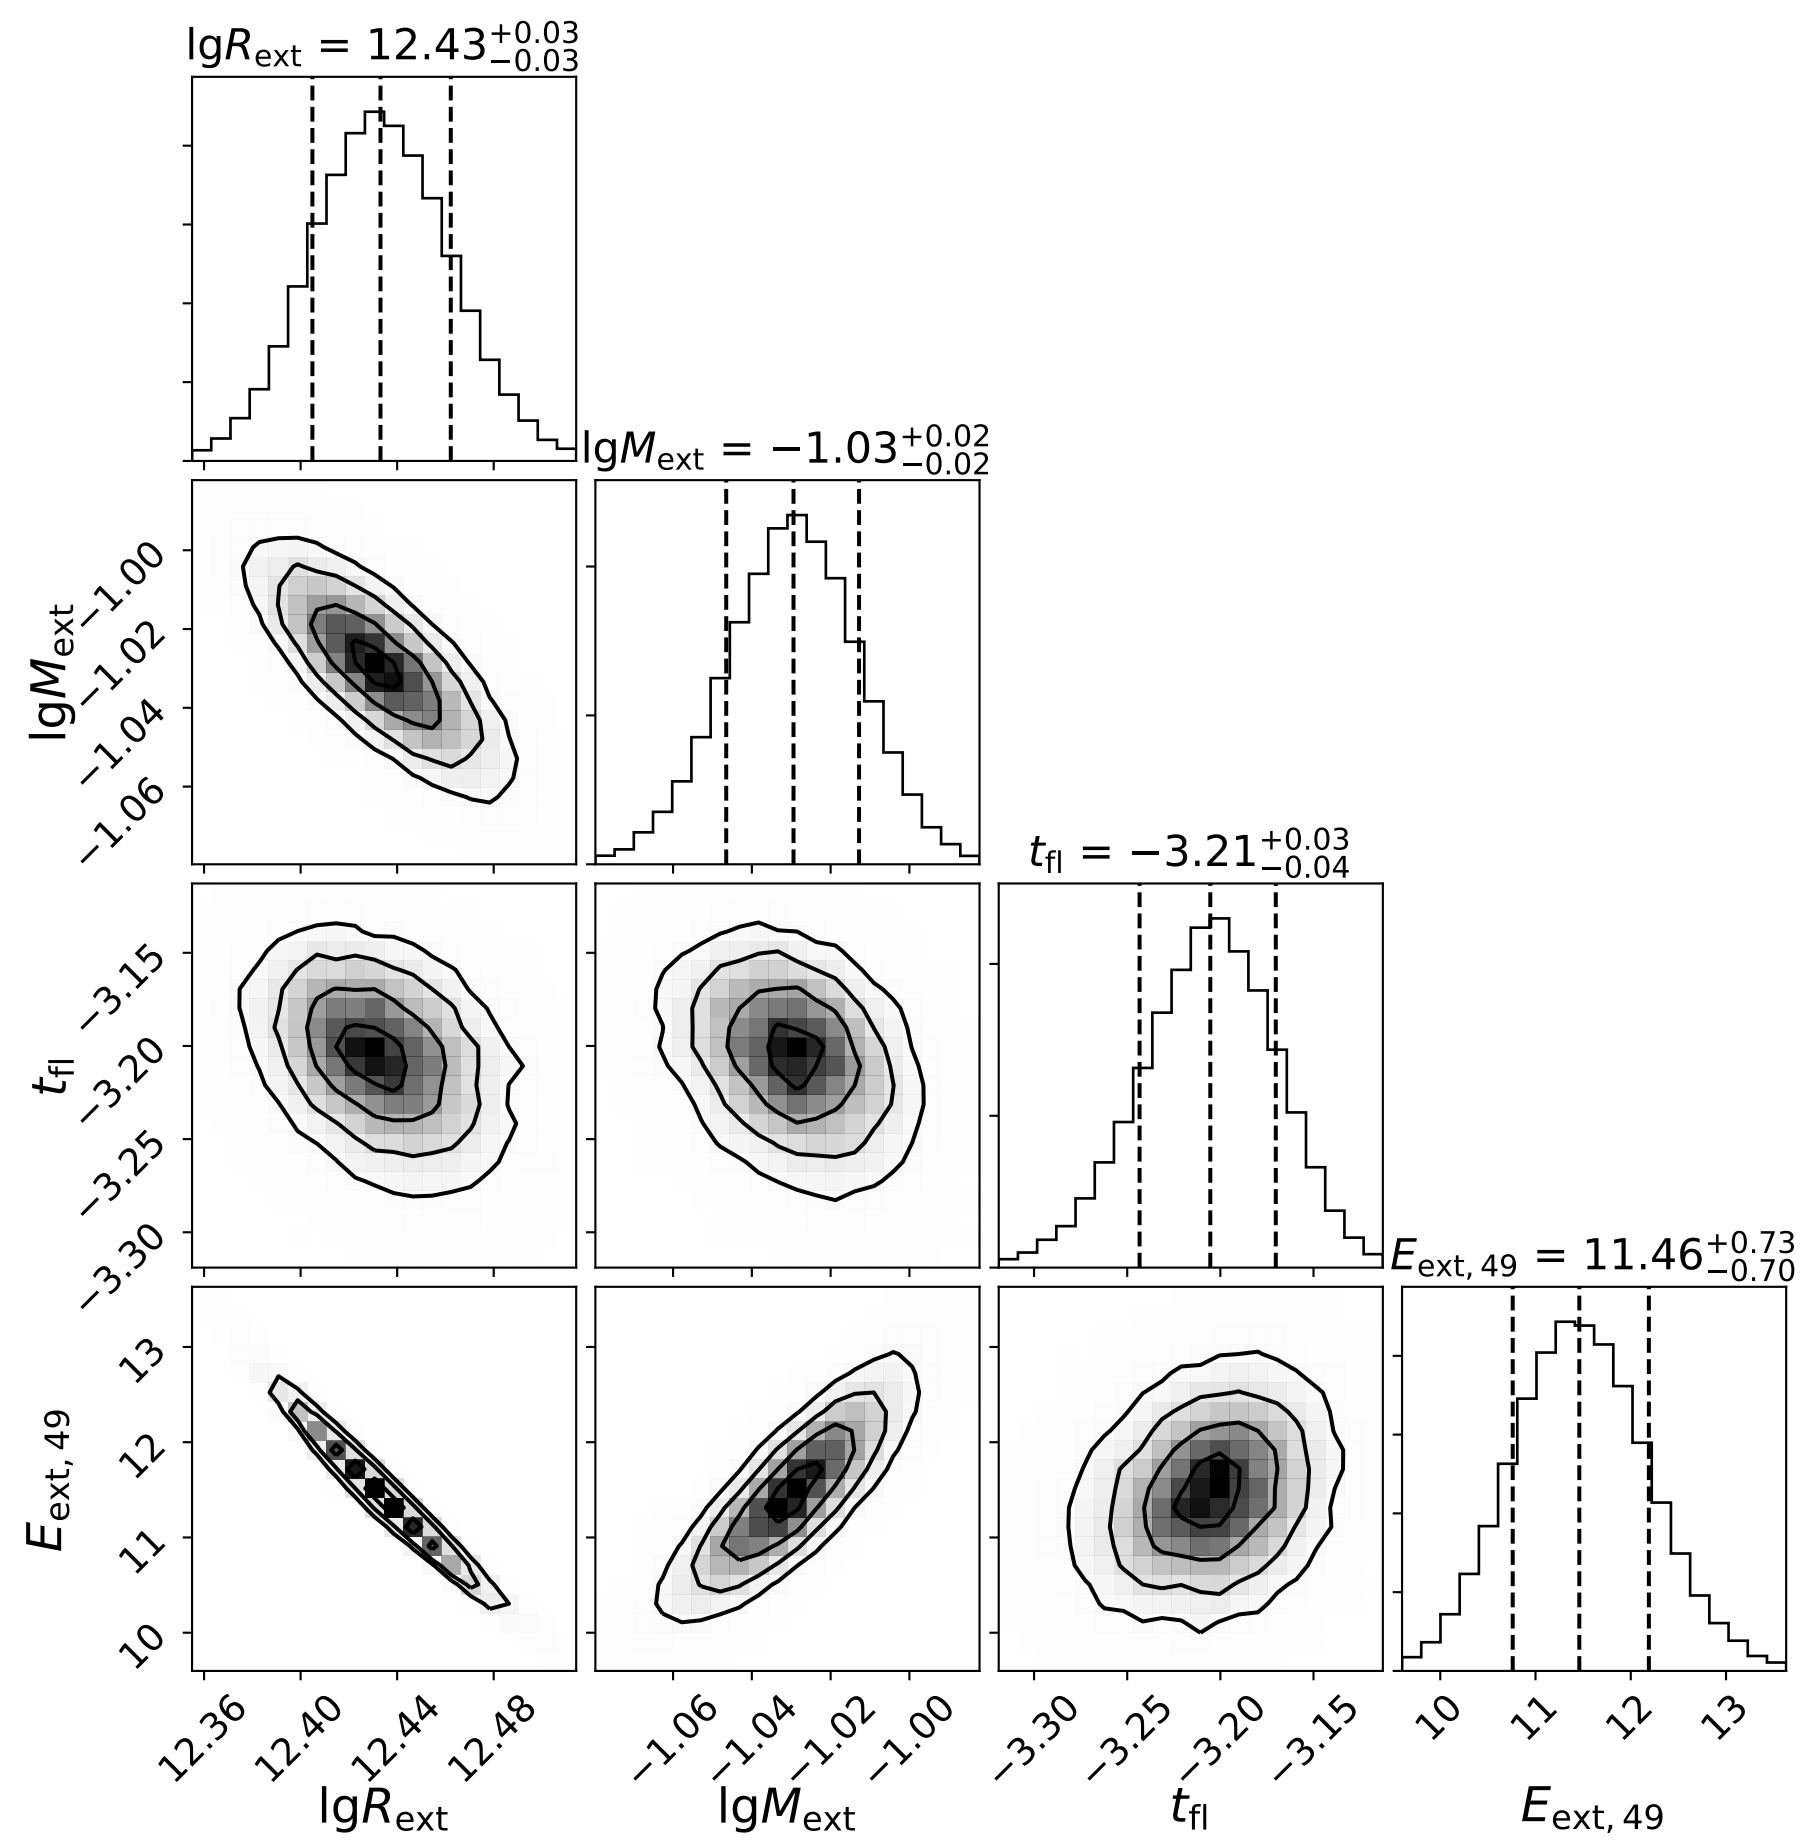 lgR_ext = 12.43 +0.03 −0.03
lgM_ext = −1.03 +0.02 −0.02
−1.00
−1.02
−1.04
−1.06
lgM_ext
t_fl = −3.21 +0.03 −0.04
−3.15
−3.20
−3.25
−3.30
t_fl
E_ext, 49 = 11.46 +0.73 −0.70
13
12
11
10
E_ext, 49
12.36 12.40 12.44 12.48 −1.06 −1.04 −1.02 −1.00 −3.30 −3.25 −3.20 −3.15 10 11 12 13
lgR_ext lgM_ext t_fl E_ext, 49